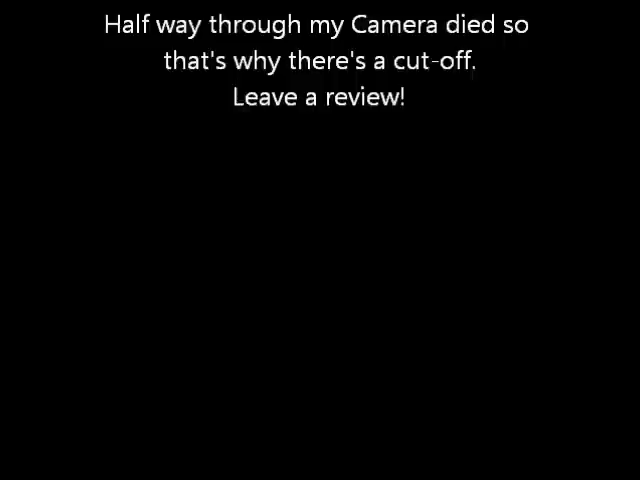 Half way through my Camera died so
that's why there's a cut-off.
Leave a review!